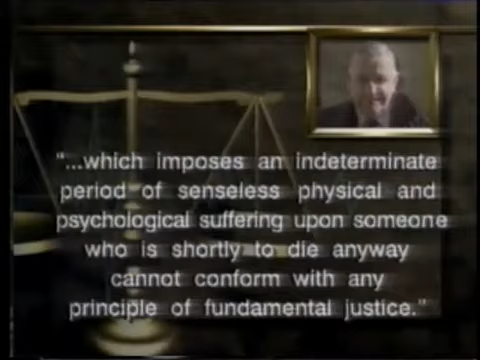 "...which imposes an indeterminate
period of senseless physical and
psychological suffering upon someone
who is shortly to die anyway
cannot conform with any
principle of fundamental justice."